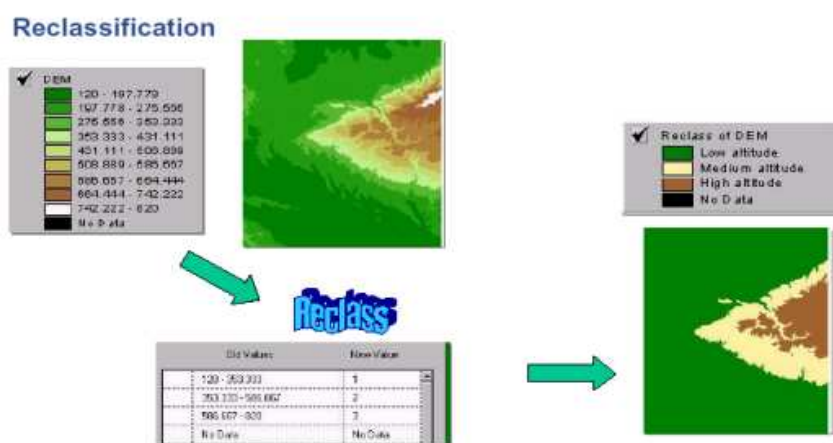 Reclassification
DEM
120 - 197.779
197.778 - 275.556
275.556 - 353.333
353.333 - 431.111
431.111 - 508.889
508.889 - 586.667
586.667 - 664.444
664.444 - 742.222
742.222 - 820
No Data
Reclass of DEM
Low altitude
Medium altitude
High altitude
No Data
Reclass
Old Values New Value
120 - 353.333 1
353.333 - 586.667 2
586.667 - 820 3
No Data No Data